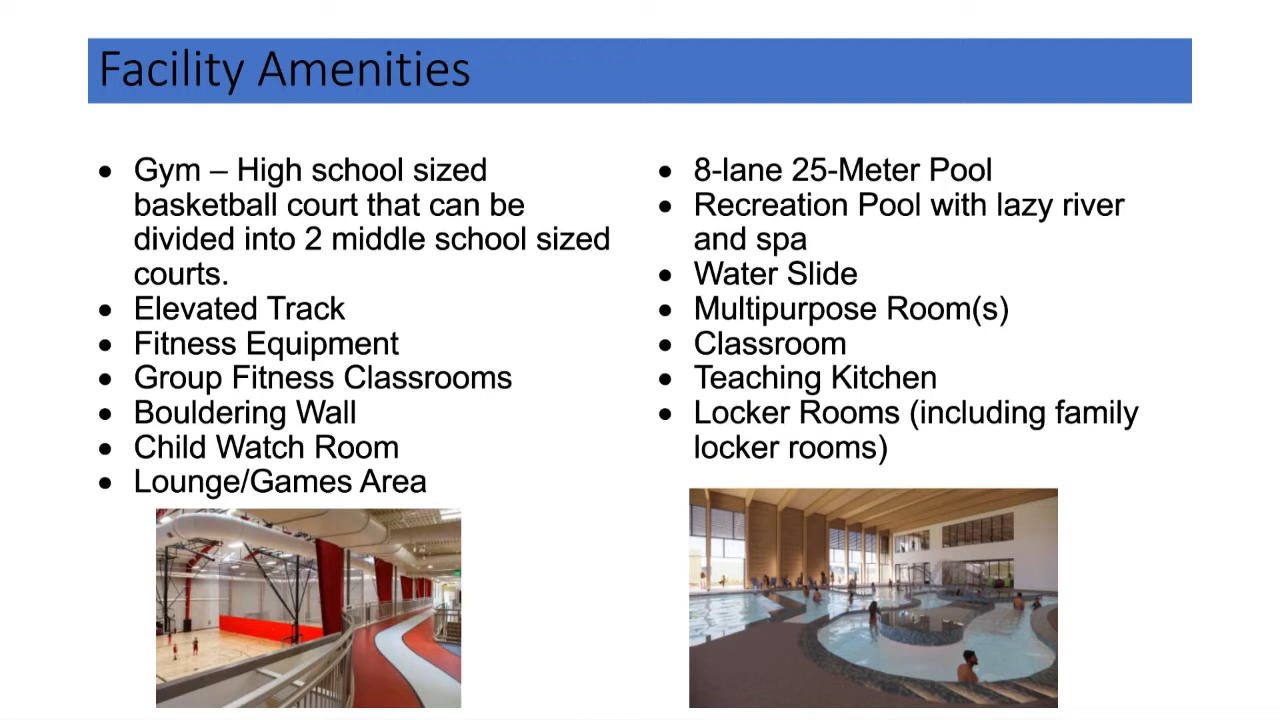 Facility Amenities
• Gym – High school sized
basketball court that can be
divided into 2 middle school sized
courts.
• Elevated Track
• Fitness Equipment
• Group Fitness Classrooms
• Bouldering Wall
• Child Watch Room
• Lounge/Games Area
• 8-lane 25-Meter Pool
• Recreation Pool with lazy river
and spa
• Water Slide
• Multipurpose Room(s)
• Classroom
• Teaching Kitchen
• Locker Rooms (including family
locker rooms)